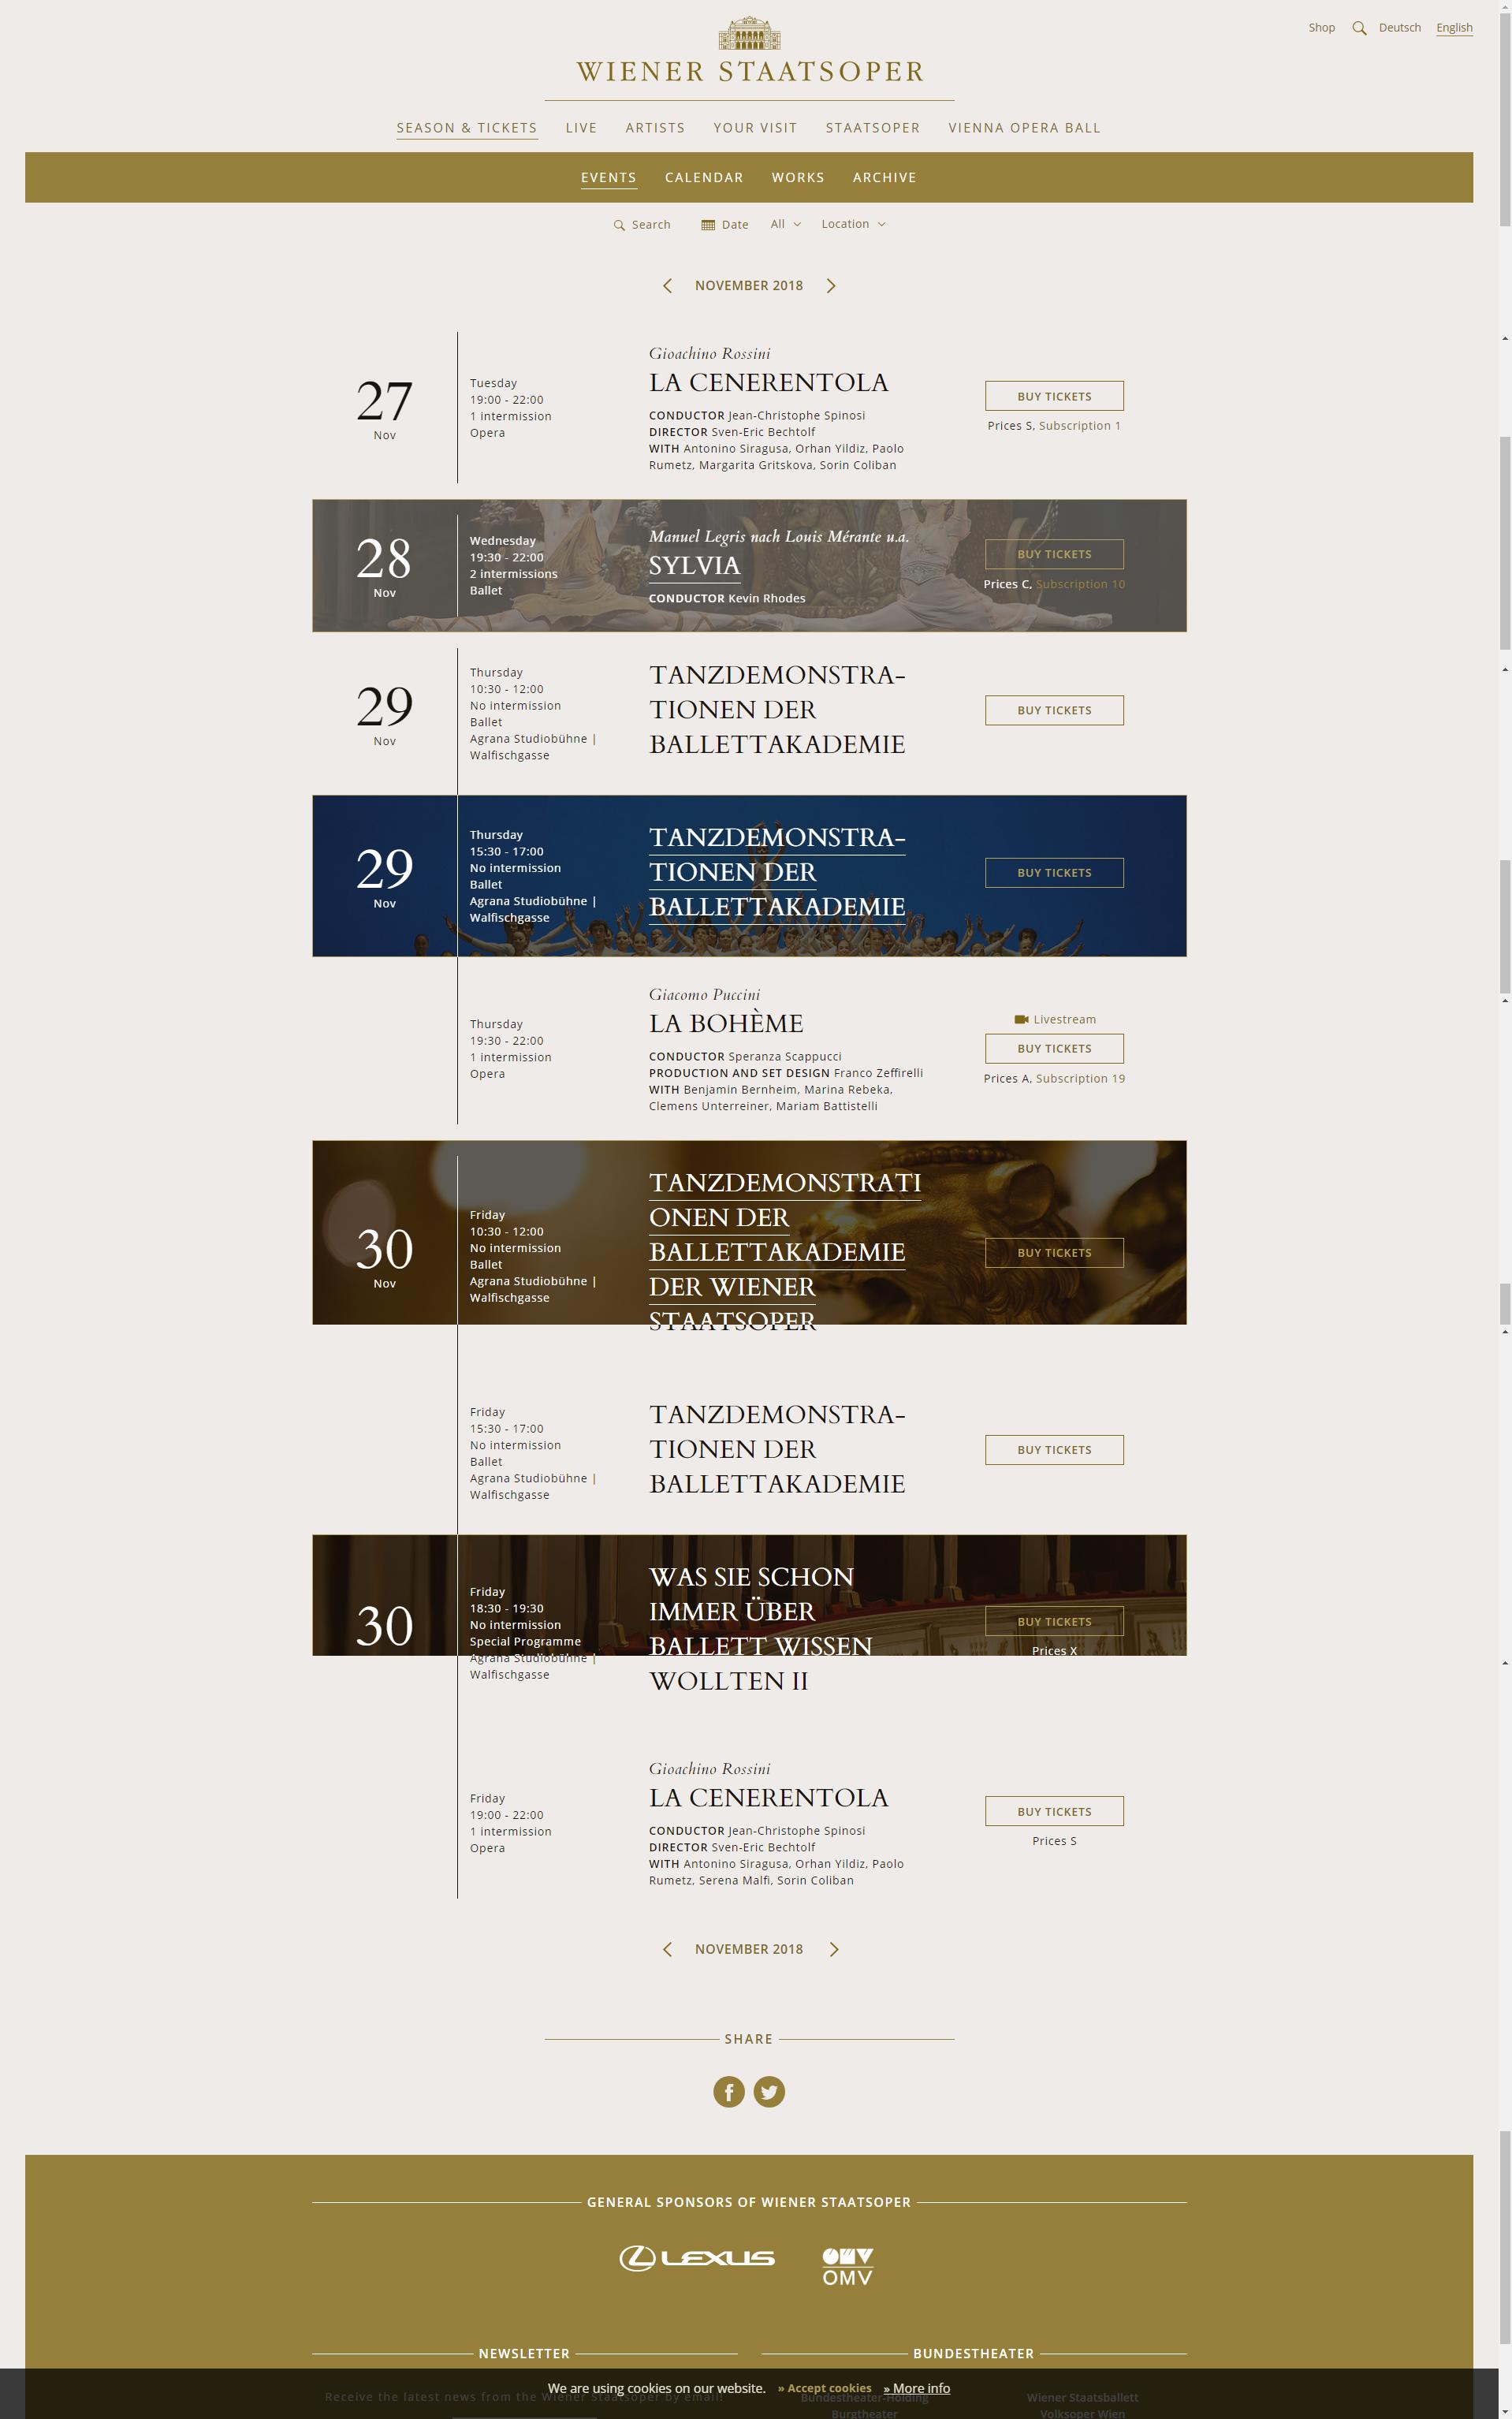 Shop Deutsch English
WIENER STAATSOPER
SEASON & TICKETS LIVE ARTISTS YOUR VISIT STAATSOPER VIENNA OPERA BALL
EVENTS CALENDAR WORKS ARCHIVE
Search Date All Location
NOVEMBER 2018
27
Nov
Tuesday
19:00 - 22:00
1 intermission
Opera
Gioachino Rossini
LA CENERENTOLA
CONDUCTOR Jean-Christophe Spinosi
DIRECTOR Sven-Eric Bechtolf
WITH Antonino Siragusa, Orhan Yildiz, Paolo
Rumetz, Margarita Gritskova, Sorin Coliban
BUY TICKETS
Prices S, Subscription 1
28
Nov
Wednesday
19:30 - 22:00
2 intermissions
Ballet
Manuel Legris nach Louis Mérante u.a.
SYLVIA
CONDUCTOR Kevin Rhodes
BUY TICKETS
Prices C, Subscription 10
29
Nov
Thursday
10:30 - 12:00
No intermission
Ballet
Agrana Studiobühne |
Walfischgasse
TANZDEMONSTRA-
TIONEN DER
BALLETTAKADEMIE
BUY TICKETS
29
Nov
Thursday
15:30 - 17:00
No intermission
Ballet
Agrana Studiobühne |
Walfischgasse
TANZDEMONSTRA-
TIONEN DER
BALLETTAKADEMIE
BUY TICKETS
Thursday
19:30 - 22:00
1 intermission
Opera
Giacomo Puccini
LA BOHÈME
CONDUCTOR Speranza Scappucci
PRODUCTION AND SET DESIGN Franco Zeffirelli
WITH Benjamin Bernheim, Marina Rebeka,
Clemens Unterreiner, Mariam Battistelli
Livestream
BUY TICKETS
Prices A, Subscription 19
30
Nov
Friday
10:30 - 12:00
No intermission
Ballet
Agrana Studiobühne |
Walfischgasse
TANZDEMONSTRATI
ONEN DER
BALLETTAKADEMIE
DER WIENER
STAATSOPER
BUY TICKETS
Friday
15:30 - 17:00
No intermission
Ballet
Agrana Studiobühne |
Walfischgasse
TANZDEMONSTRA-
TIONEN DER
BALLETTAKADEMIE
BUY TICKETS
30
Friday
18:30 - 19:30
No intermission
Special Programme
Agrana Studiobühne |
Walfischgasse
WAS SIE SCHON
IMMER ÜBER
BALLETT WISSEN
WOLLTEN II
BUY TICKETS
Prices X
Friday
19:00 - 22:00
1 intermission
Opera
Gioachino Rossini
LA CENERENTOLA
CONDUCTOR Jean-Christophe Spinosi
DIRECTOR Sven-Eric Bechtolf
WITH Antonino Siragusa, Orhan Yildiz, Paolo
Rumetz, Serena Malfi, Sorin Coliban
BUY TICKETS
Prices S
NOVEMBER 2018
SHARE
GENERAL SPONSORS OF WIENER STAATSOPER
LEXUS
OMV
NEWSLETTER
BUNDESTHEATER
We are using cookies on our website. » Accept cookies » More info
Receive the latest news from the Wiener Staatsoper by email!
Bundestheater-Holding
Wiener Staatsballett
Burgtheater
Volksoper Wien